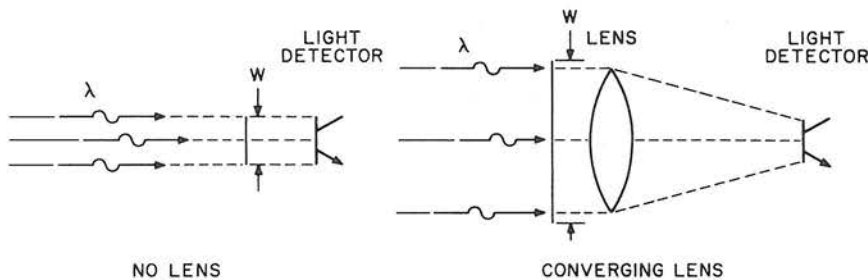 LIGHT
DETECTOR
W
λ
NO LENS
W
LENS
λ
LIGHT
DETECTOR
CONVERGING LENS